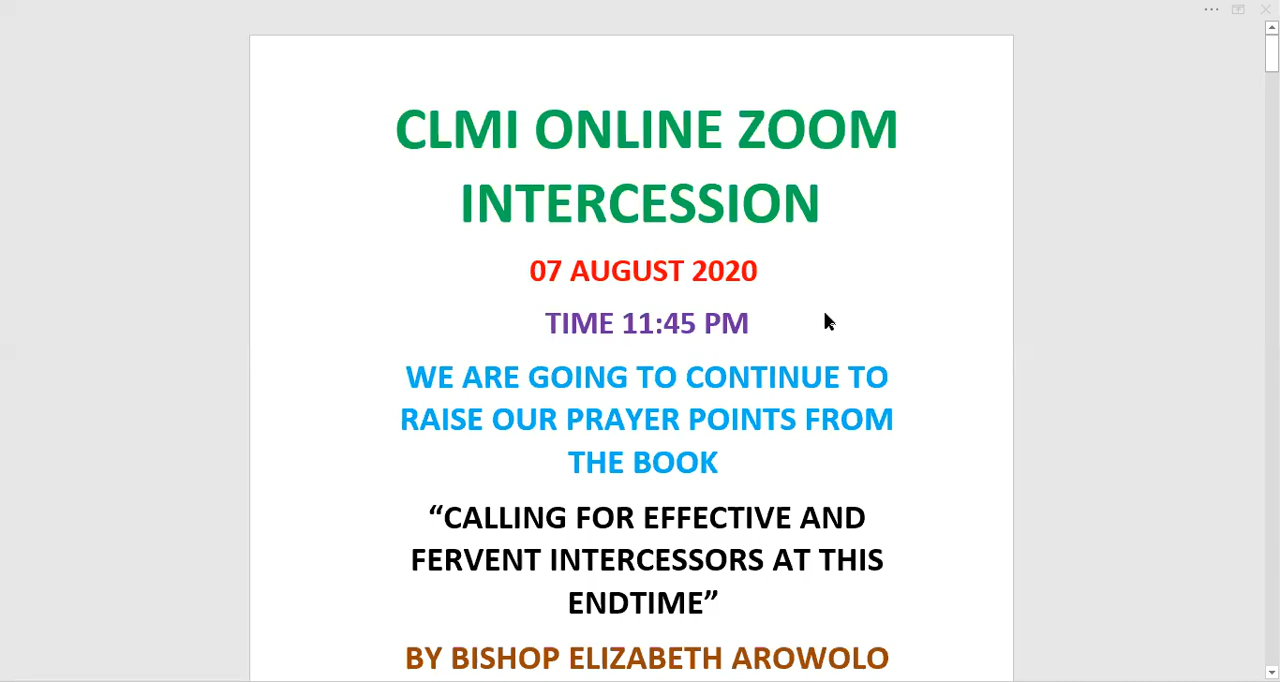 CLMI ONLINE ZOOM
INTERCESSION
07 AUGUST 2020
TIME 11:45 PM
WE ARE GOING TO CONTINUE TO
RAISE OUR PRAYER POINTS FROM
THE BOOK
“CALLING FOR EFFECTIVE AND
FERVENT INTERCESSORS AT THIS
ENDTIME”
BY BISHOP ELIZABETH AROWOLO